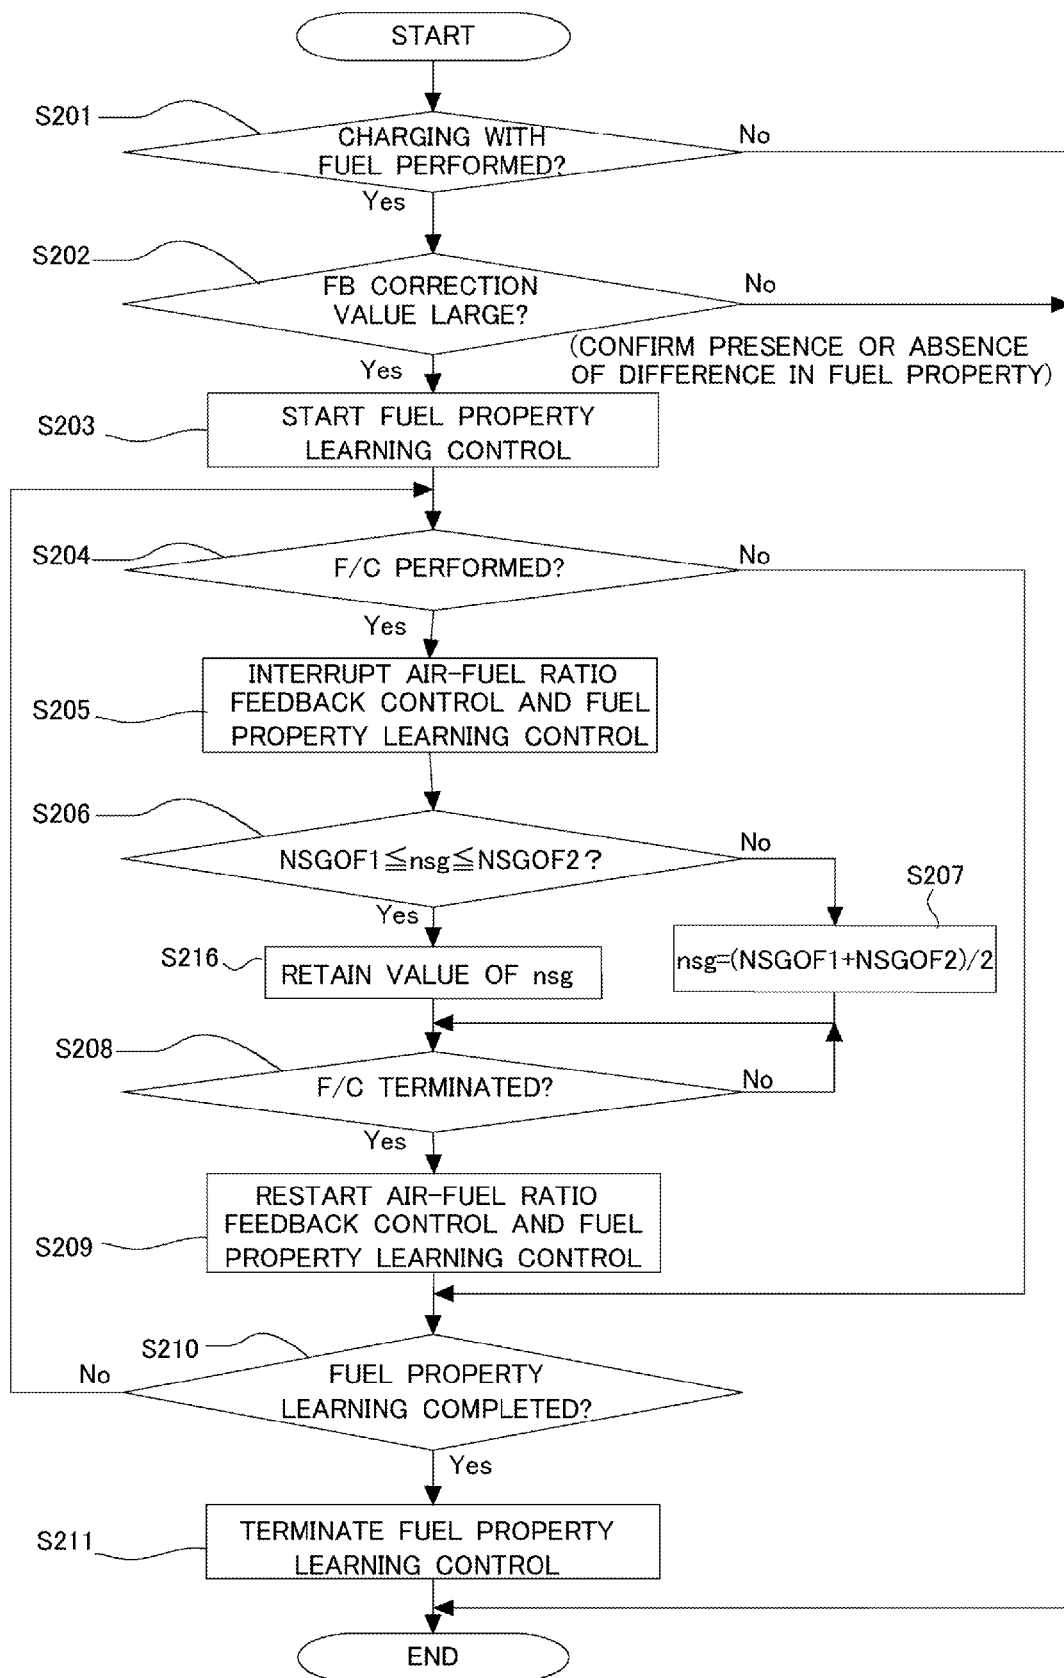 START
S201
CHARGING WITH
FUEL PERFORMED?
No
Yes
S202
FB CORRECTION
VALUE LARGE?
No
(CONFIRM PRESENCE OR ABSENCE
OF DIFFERENCE IN FUEL PROPERTY)
Yes
S203
START FUEL PROPERTY
LEARNING CONTROL
S204
F/C PERFORMED?
No
Yes
S205
INTERRUPT AIR-FUEL RATIO
FEEDBACK CONTROL AND FUEL
PROPERTY LEARNING CONTROL
S206
NSGOF1≦nsg≦NSGOF2?
No
Yes
S207
nsg=(NSGOF1+NSGOF2)/2
S216
RETAIN VALUE OF nsg
S208
F/C TERMINATED?
No
Yes
S209
RESTART AIR-FUEL RATIO
FEEDBACK CONTROL AND FUEL
PROPERTY LEARNING CONTROL
S210
FUEL PROPERTY
LEARNING COMPLETED?
No
Yes
S211
TERMINATE FUEL PROPERTY
LEARNING CONTROL
END